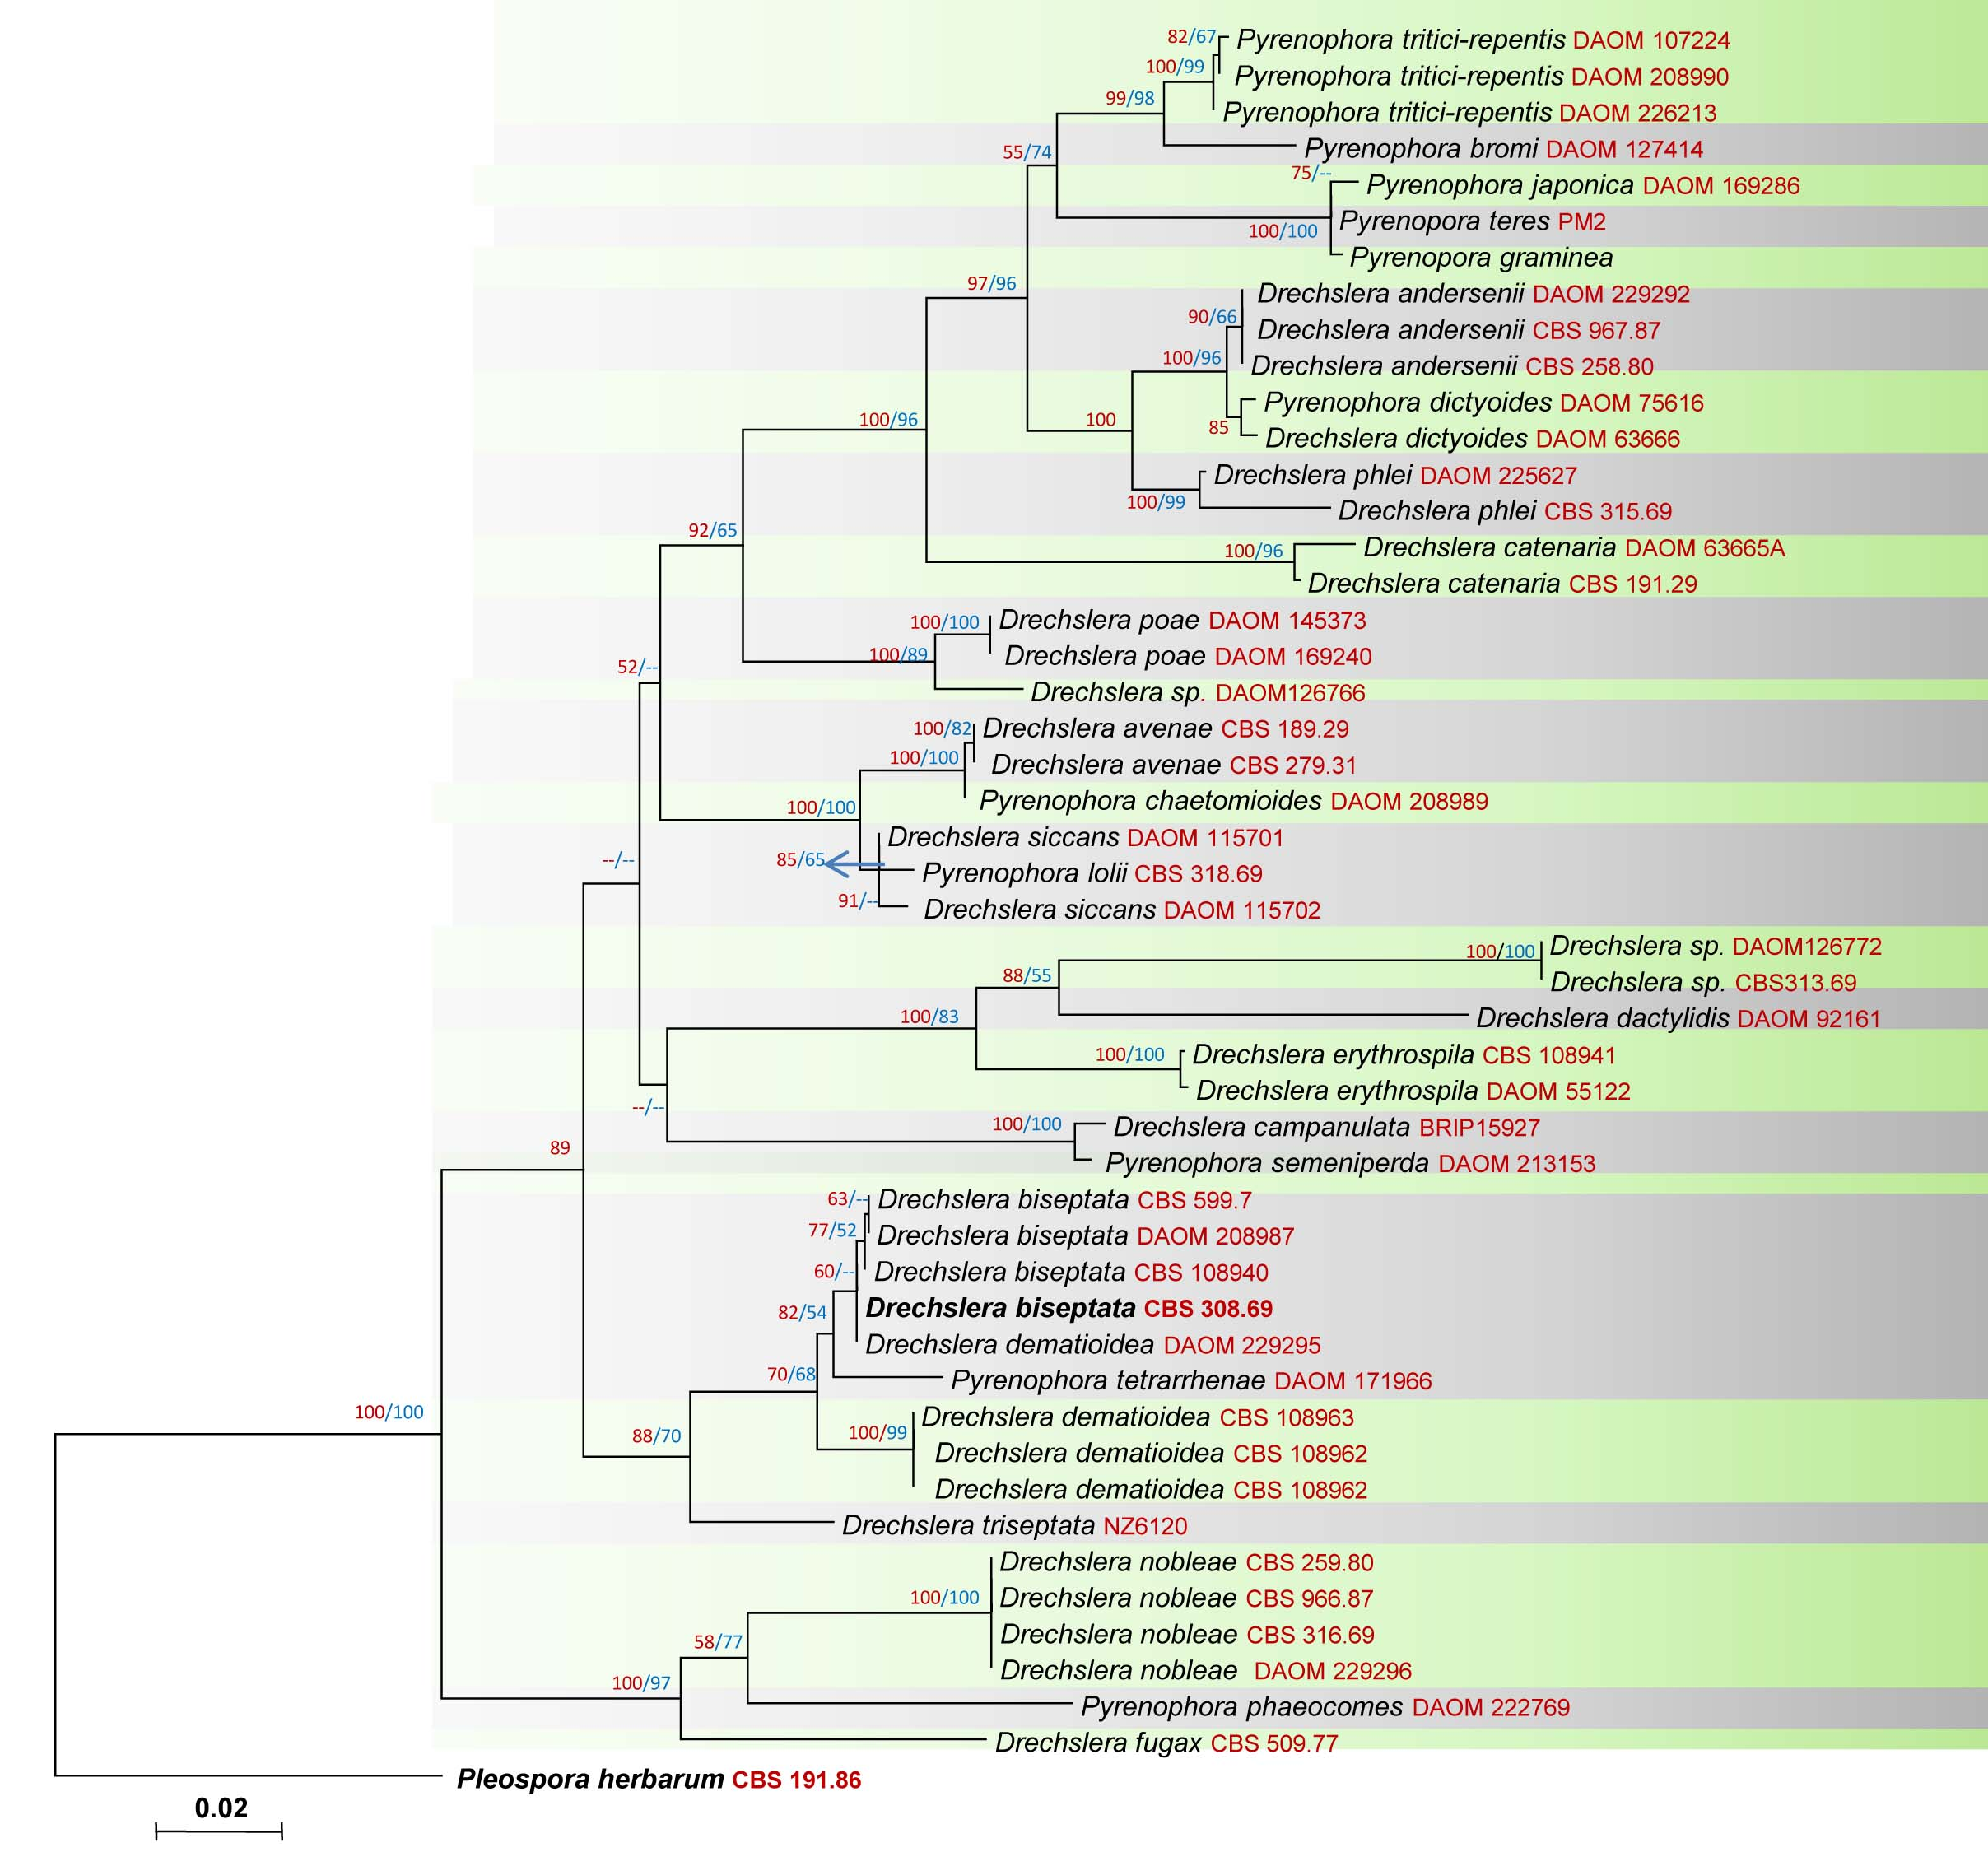 82/67 Pyrenophora tritici-repentis DAOM 107224
100/99 Pyrenophora tritici-repentis DAOM 208990
99/98 Pyrenophora tritici-repentis DAOM 226213
55/74 Pyrenophora bromi DAOM 127414
75/-- Pyrenophora japonica DAOM 169286
Pyrenopora teres PM2
100/100
Pyrenopora graminea
97/96 Drechslera andersenii DAOM 229292
90/66 Drechslera andersenii CBS 967.87
100/96 Drechslera andersenii CBS 258.80
Pyrenophora dictyoides DAOM 75616
100/96 100 85 Drechslera dictyoides DAOM 63666
Drechslera phlei DAOM 225627
100/99 Drechslera phlei CBS 315.69
92/65 100/96 Drechslera catenaria DAOM 63665A
Drechslera catenaria CBS 191.29
100/100 Drechslera poae DAOM 145373
52/-- 100/89 Drechslera poae DAOM 169240
Drechslera sp. DAOM126766
100/82 Drechslera avenae CBS 189.29
100/100 Drechslera avenae CBS 279.31
100/100 Pyrenophora chaetomioides DAOM 208989
Drechslera siccans DAOM 115701
--/-- 85/65 Pyrenophora lolii CBS 318.69
91/-- Drechslera siccans DAOM 115702
100/100 Drechslera sp. DAOM126772
88/55 Drechslera sp. CBS313.69
100/83 Drechslera dactylidis DAOM 92161
100/100 Drechslera erythrospila CBS 108941
--/-- Drechslera erythrospila DAOM 55122
100/100 Drechslera campanulata BRIP15927
89 Pyrenophora semeniperda DAOM 213153
63/-- Drechslera biseptata CBS 599.7
77/52 Drechslera biseptata DAOM 208987
60/-- Drechslera biseptata CBS 108940
82/54 Drechslera biseptata CBS 308.69
Drechslera dematioidea DAOM 229295
70/68 Pyrenophora tetrarrhenae DAOM 171966
100/100 Drechslera dematioidea CBS 108963
88/70 100/99 Drechslera dematioidea CBS 108962
Drechslera dematioidea CBS 108962
Drechslera triseptata NZ6120
Drechslera nobleae CBS 259.80
100/100 Drechslera nobleae CBS 966.87
58/77 Drechslera nobleae CBS 316.69
100/97 Drechslera nobleae DAOM 229296
Pyrenophora phaeocomes DAOM 222769
Drechslera fugax CBS 509.77
Pleospora herbarum CBS 191.86
0.02